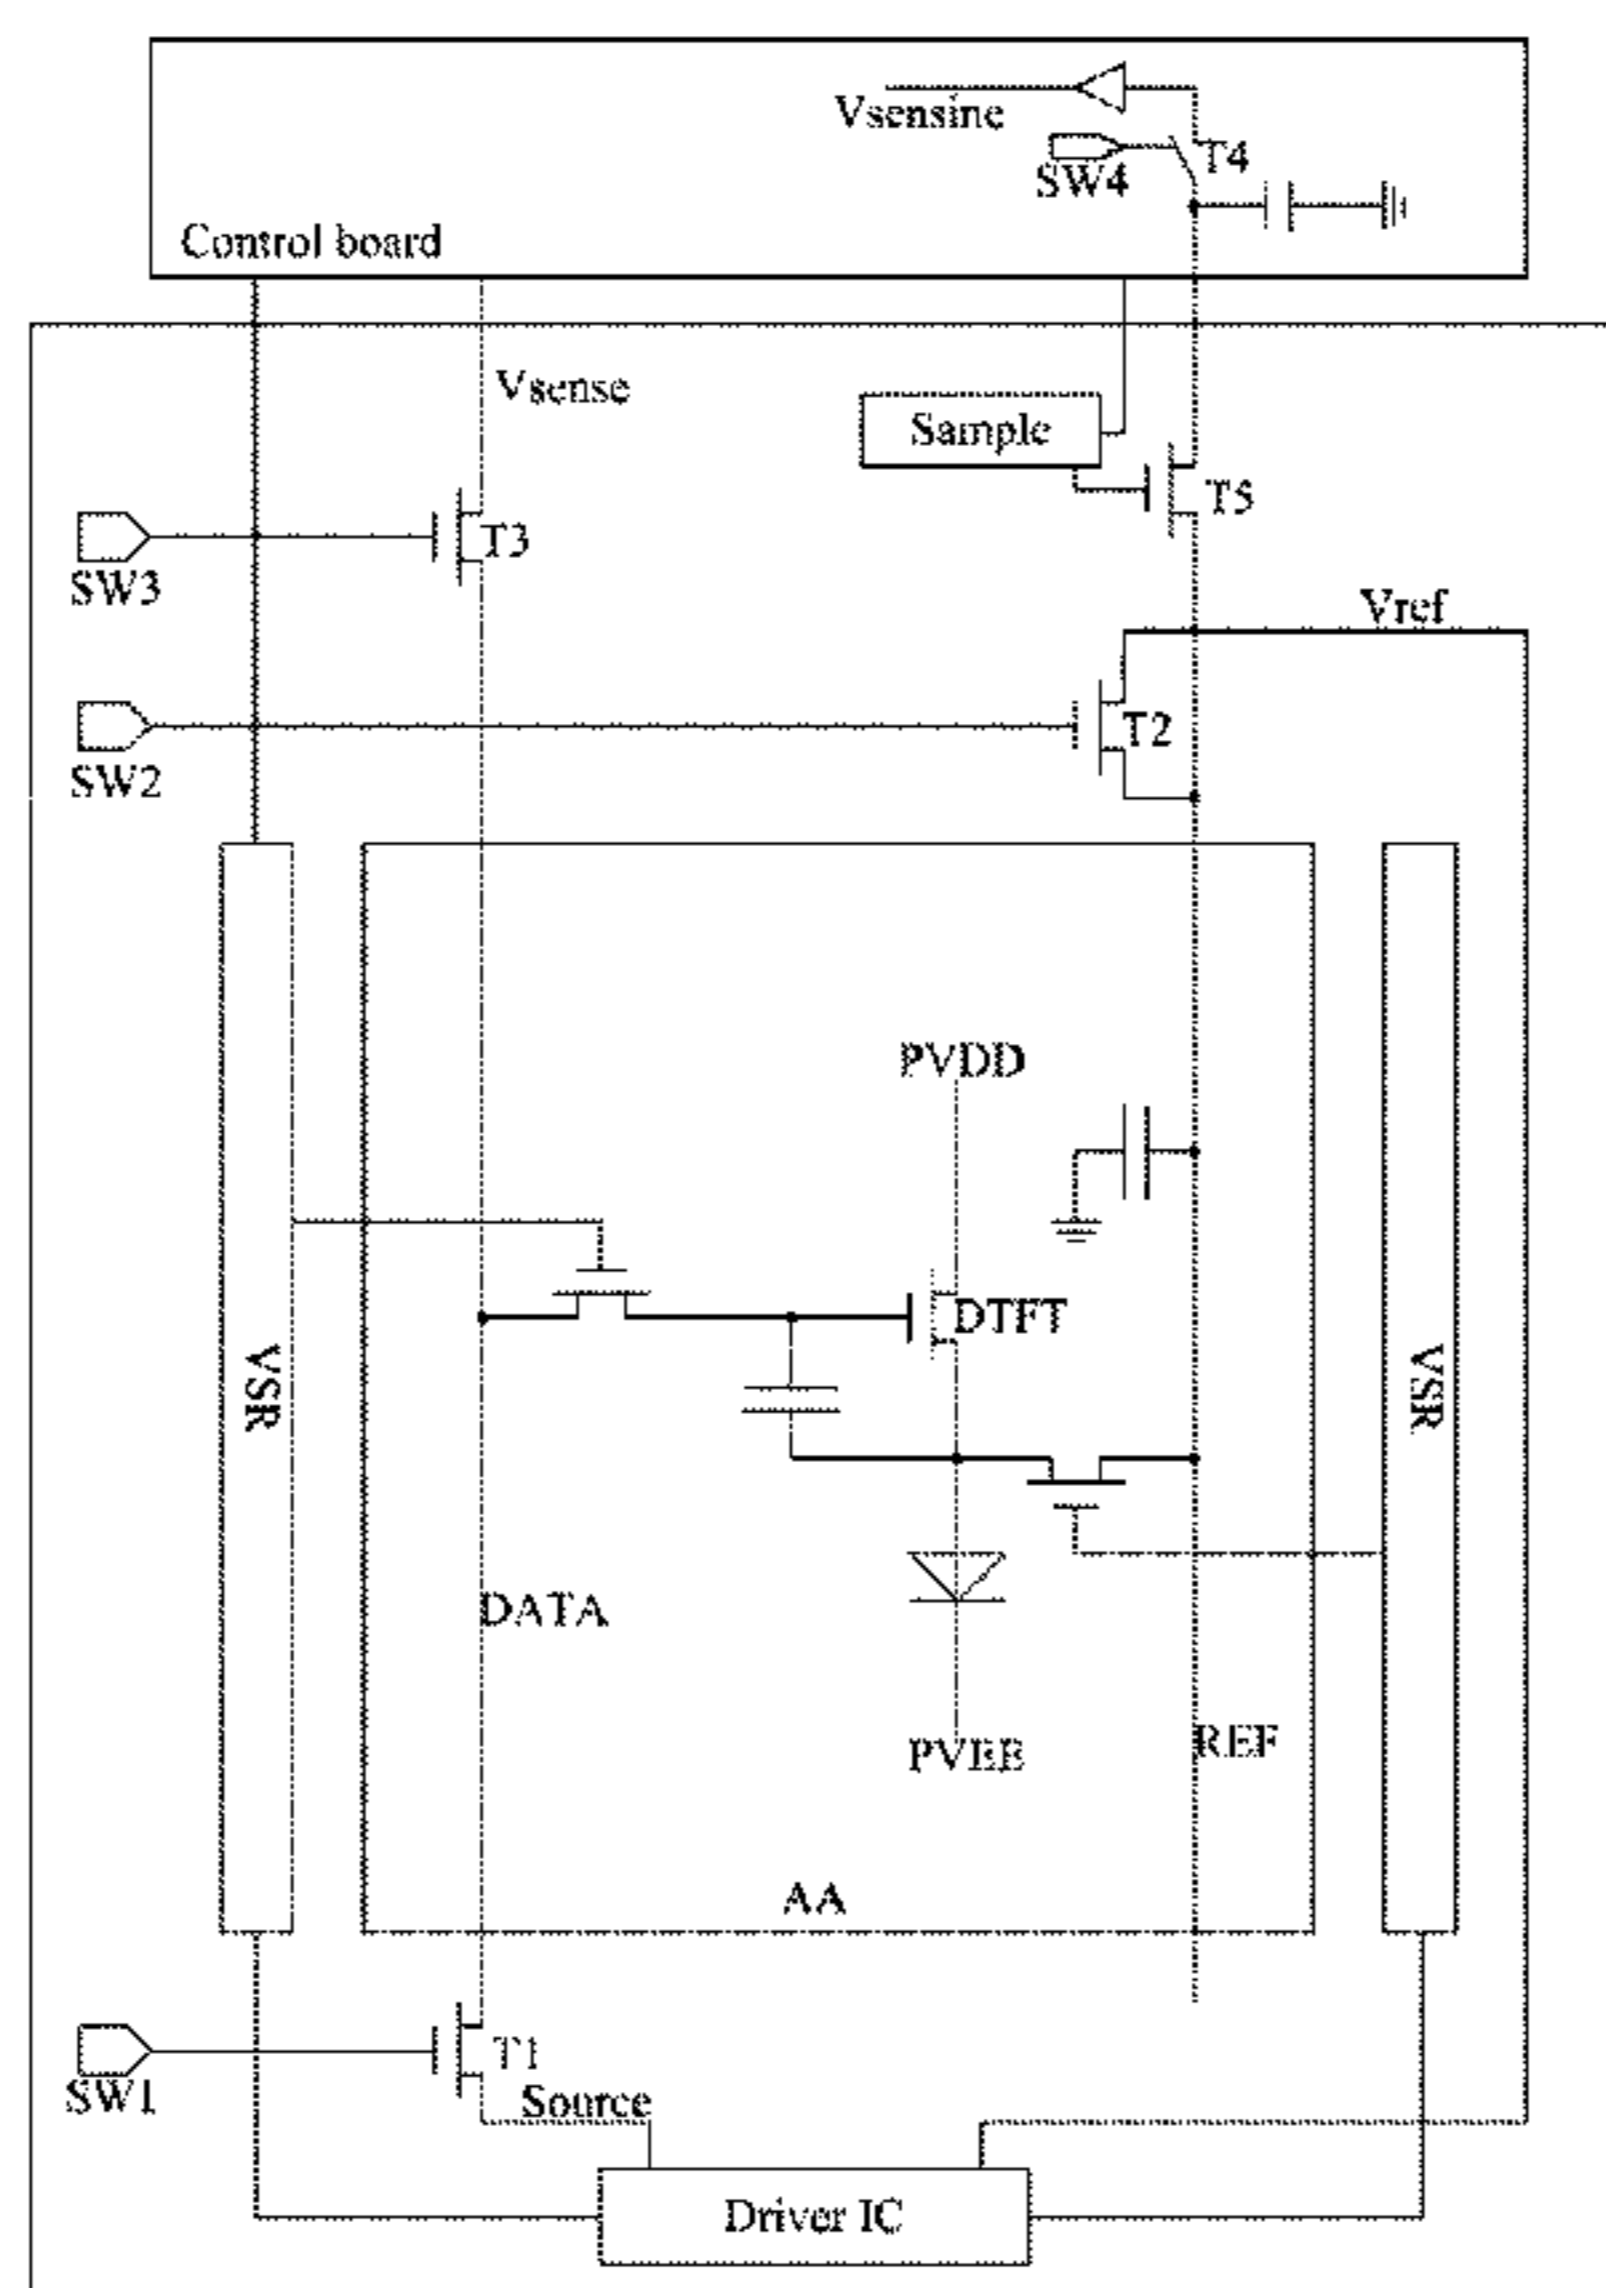 Vsensine
T4
SW4
Control board
Vsense
Sample
T5
T3
SW3
Vref
T2
SW2
PVDD
DTFT
VSR
VSR
DATA
REF
PVEE
AA
T1
SW1
Source
Driver IC